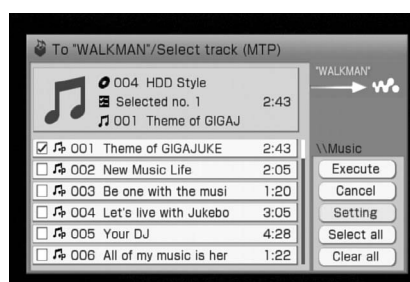 To "WALKMAN"/Select track (MTP)
004 HDD Style
Selected no. 1 2:43
001 Theme of GIGAJ
"WALKMAN"
\\Music
001 Theme of GIGAJUKE 2:43
002 New Music Life 2:05
003 Be one with the musi 1:20
004 Let's live with Jukebo 3:05
005 Your DJ 4:28
006 All of my music is her 1:22
Execute
Cancel
Setting
Select all
Clear all